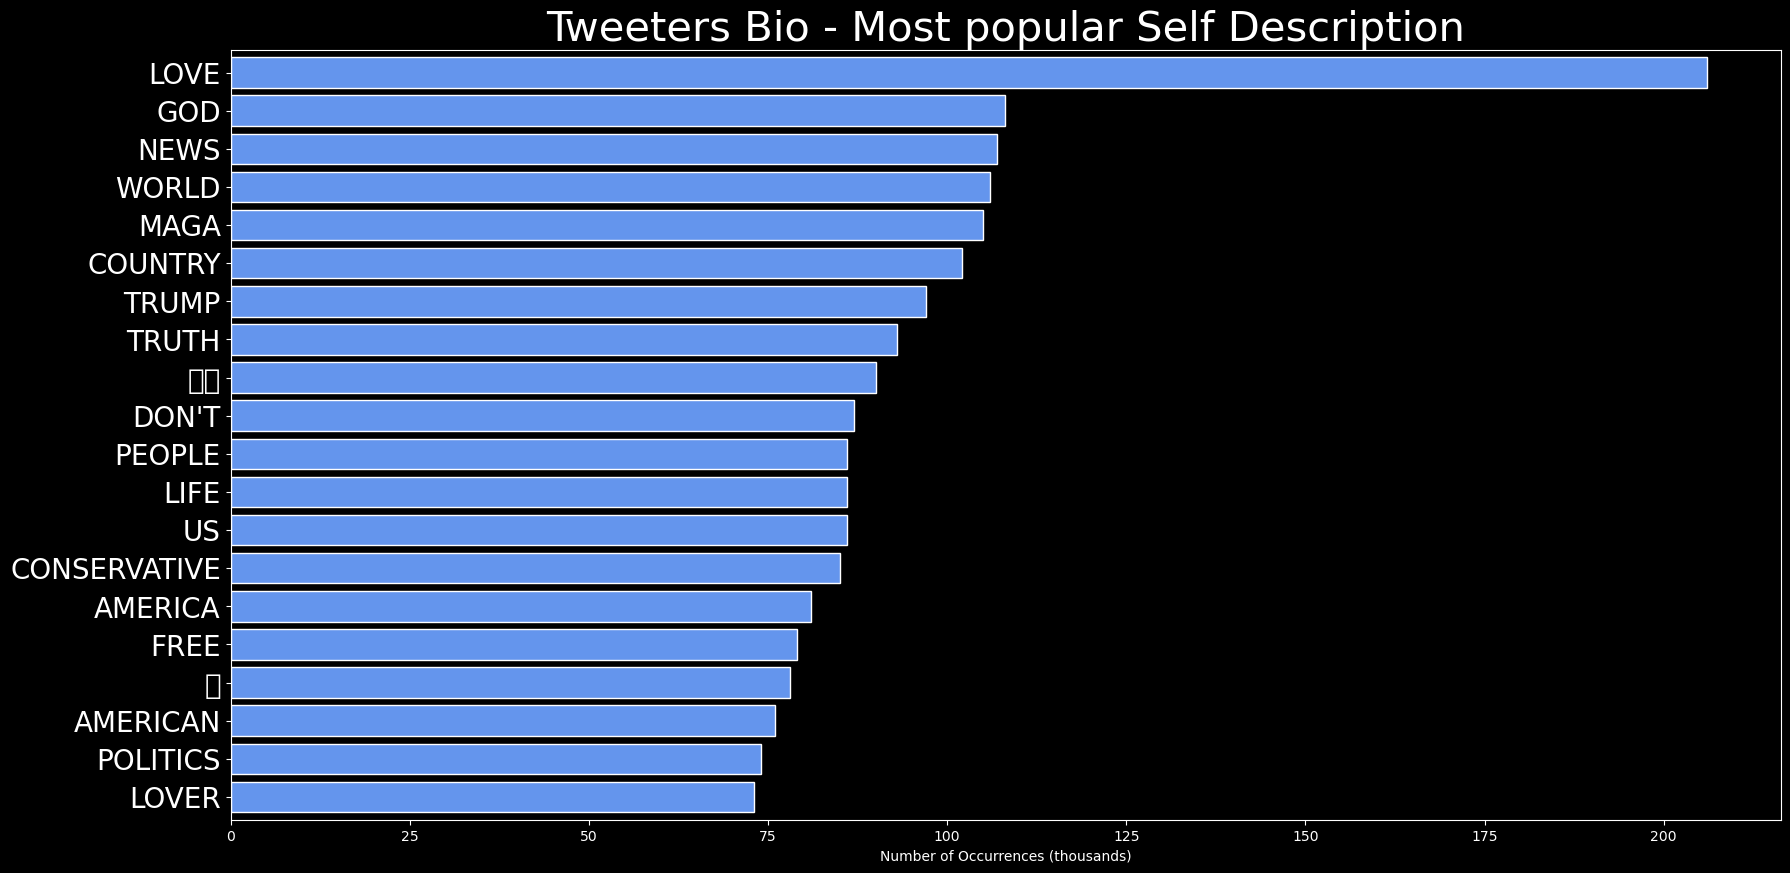 Tweeters Bio - Most popular Self Description
LOVE
GOD
NEWS
WORLD
MAGA
COUNTRY
TRUMP
TRUTH
DON'T
PEOPLE
LIFE
US
CONSERVATIVE
AMERICA
FREE
AMERICAN
POLITICS
LOVER
0 25 50 75 100 125 150 175 200
Number of Occurrences (thousands)